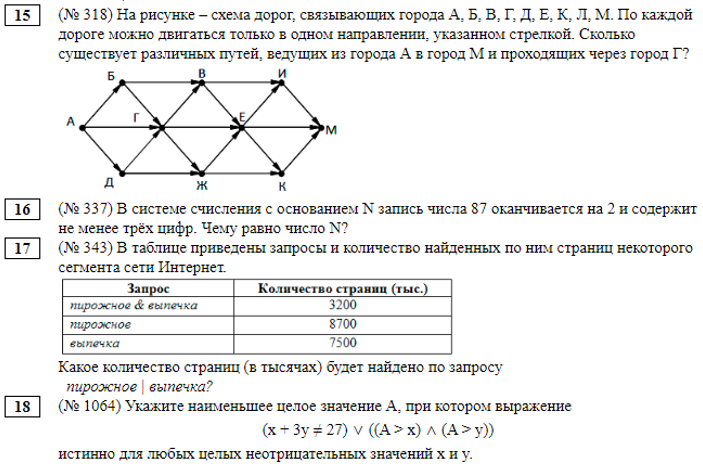 15 (№ 318) На рисунке – схема дорог, связывающих города А, Б, В, Г, Д, Е, К, Л, М. По каждой
дороге можно двигаться только в одном направлении, указанном стрелкой. Сколько
существует различных путей, ведущих из города А в город М и проходящих через город Г?
Б В И
А Г Е М
Д Ж К
16 (№ 337) В системе счисления с основанием N запись числа 87 оканчивается на 2 и содержит
не менее трёх цифр. Чему равно число N?
17 (№ 343) В таблице приведены запросы и количество найденных по ним страниц некоторого
сегмента сети Интернет.
Запрос Количество страниц (тыс.)
пирожное & выпечка 3200
пирожное 8700
выпечка 7500
Какое количество страниц (в тысячах) будет найдено по запросу
пирожное | выпечка?
18 (№ 1064) Укажите наименьшее целое значение А, при котором выражение
(x + 3y ≠ 27) ∨ ((A > x) ∧ (A > y))
истинно для любых целых неотрицательных значений x и y.